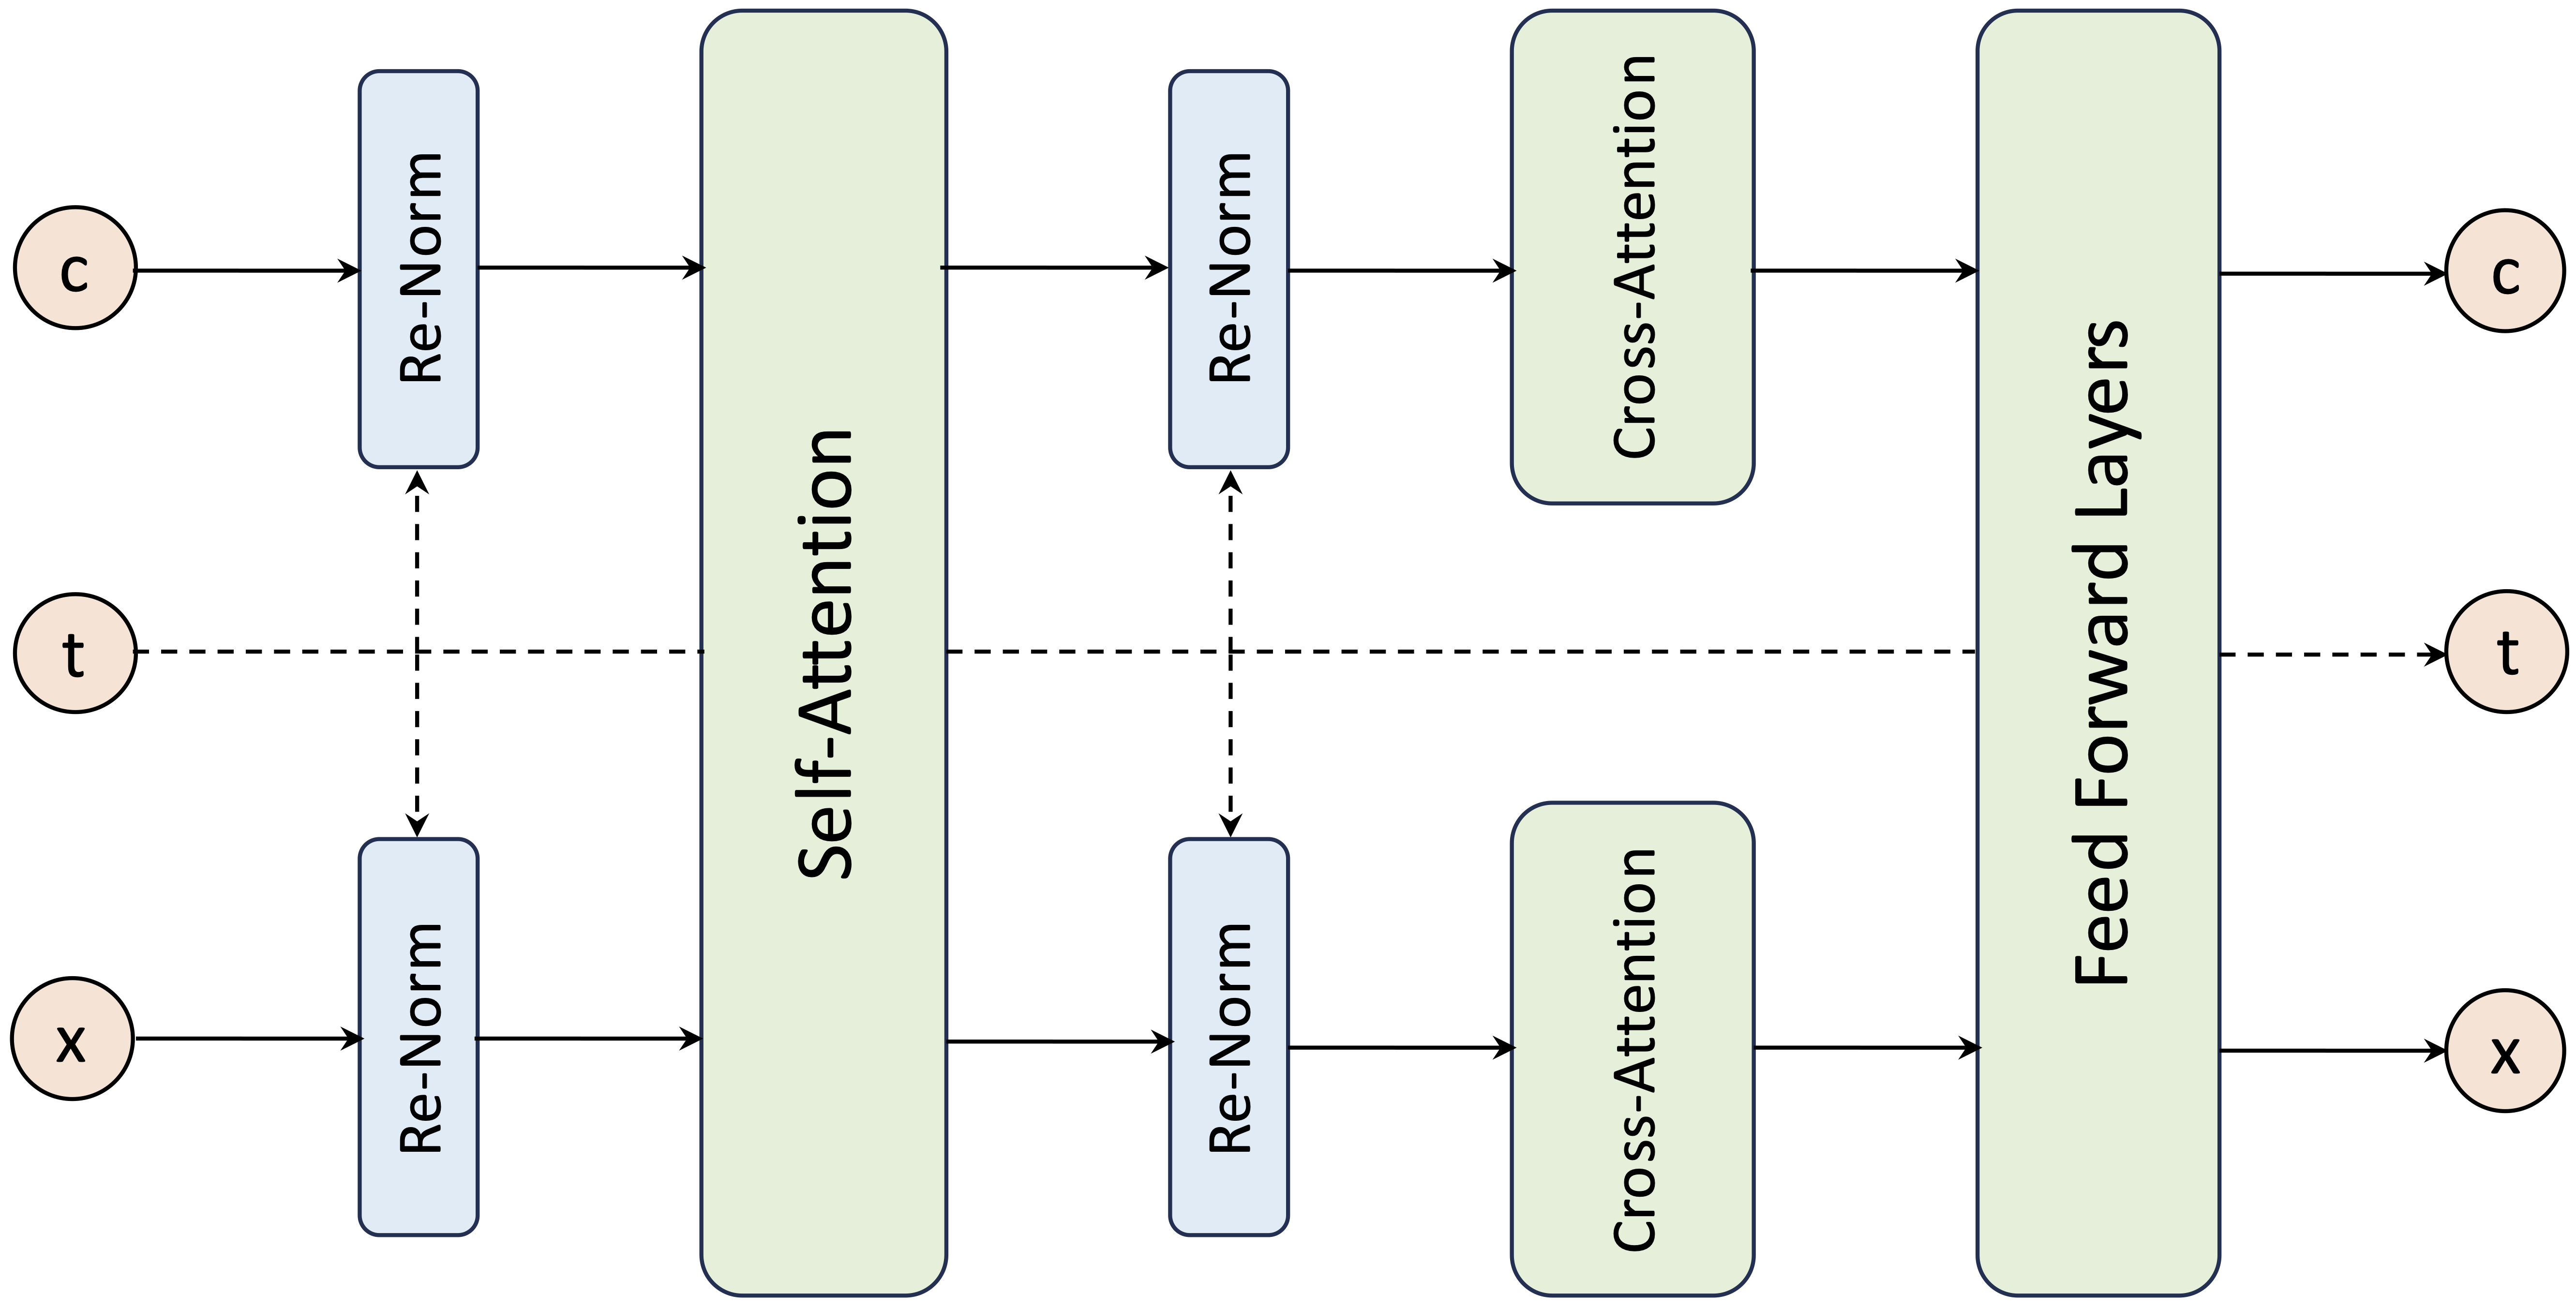 c
t
x
Re-Norm
Re-Norm
Self-Attention
Re-Norm
Re-Norm
Cross-Attention
Cross-Attention
Feed Forward Layers
c
t
x